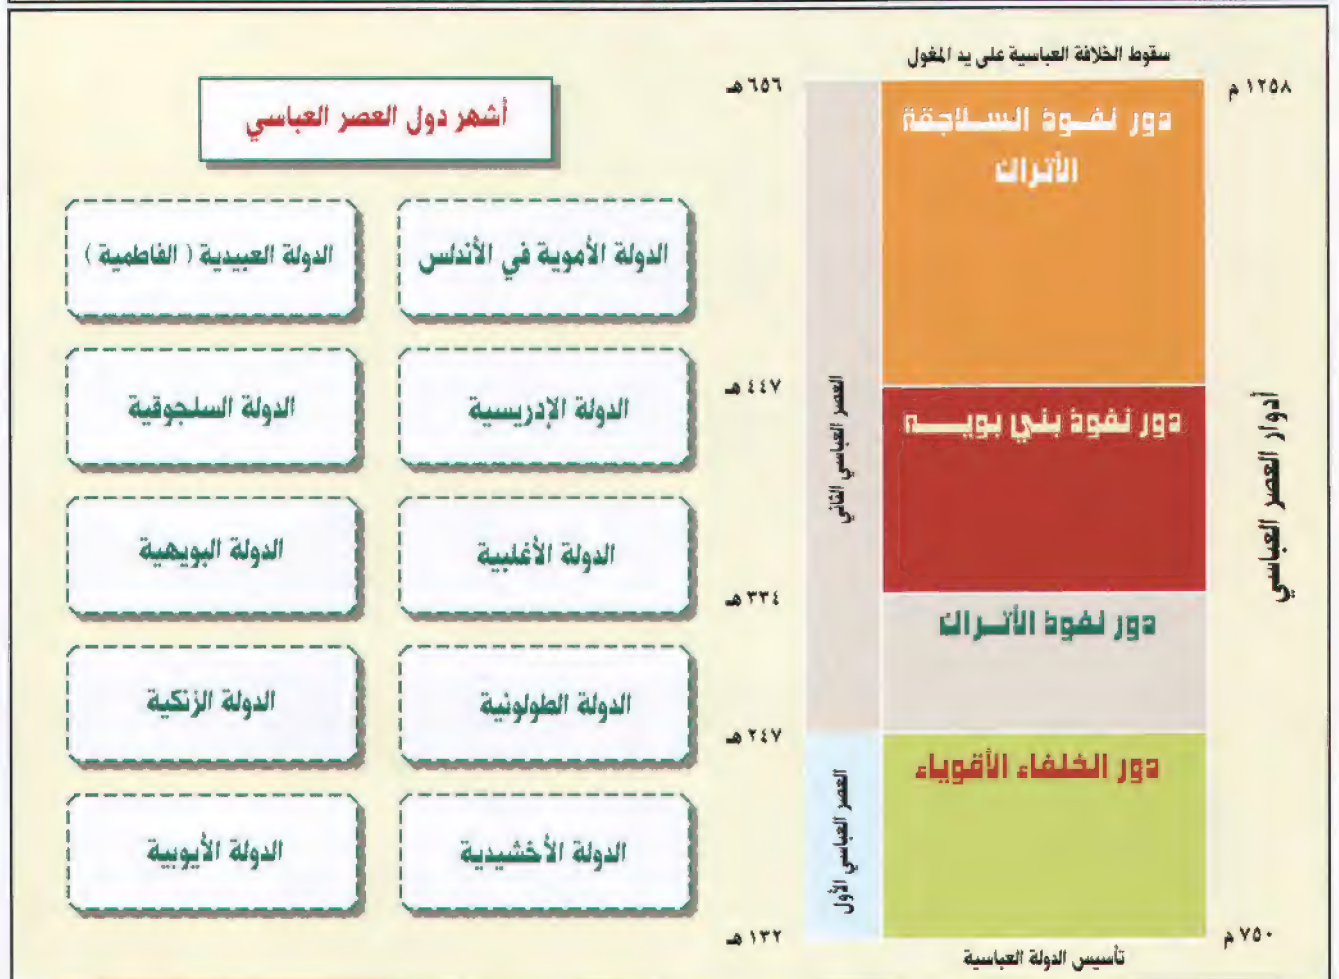 سقوط الخلافة العباسية على يد المغول
١٢٥٨ م
٦٥٦ هـ
دور نفوذ السلاجقة
الأتراك
٤٤٧ هـ
دور نفوذ بني بويه
٣٣٤ هـ
دور نفوذ الأتراك
٢٤٧ هـ
دور الخلفاء الأقوياء
٧٥٠ م
١٣٢ هـ
تأسيس الدولة العباسية
أدوار العصر العباسي
العصر العباسي الثاني
العصر العباسي الأول
أشهر دول العصر العباسي
الدولة الأموية في الأندلس
الدولة العبيدية ( الفاطمية )
الدولة الإدريسية
الدولة السلجوقية
الدولة الأغلبية
الدولة البويهية
الدولة الطولونية
الدولة الزنكية
الدولة الأخشيدية
الدولة الأيوبية